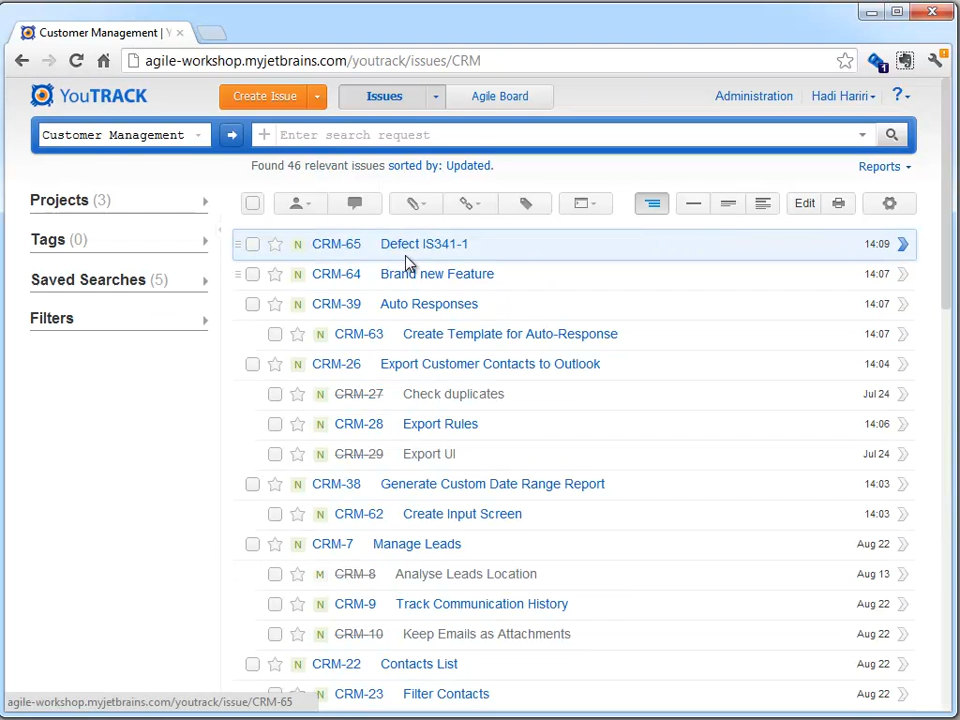 Customer Management | Y
agile-workshop.myjetbrains.com/youtrack/issues/CRM
1
YouTRACK
Create Issue
Issues
Agile Board
Administration
Hadi Hariri
?
Customer Management
Enter search request
Found 46 relevant issues sorted by: Updated.
Reports
Projects (3)
Tags (0)
Saved Searches (5)
Filters
Edit
N CRM-65 Defect IS341-1 14:09
N CRM-64 Brand new Feature 14:07
N CRM-39 Auto Responses 14:07
N CRM-63 Create Template for Auto-Response 14:07
N CRM-26 Export Customer Contacts to Outlook 14:04
N CRM-27 Check duplicates Jul 24
N CRM-28 Export Rules 14:06
N CRM-29 Export UI Jul 24
N CRM-38 Generate Custom Date Range Report 14:03
N CRM-62 Create Input Screen 14:03
N CRM-7 Manage Leads Aug 22
M CRM-8 Analyse Leads Location Aug 13
N CRM-9 Track Communication History Aug 22
N CRM-10 Keep Emails as Attachments Aug 22
N CRM-22 Contacts List Aug 22
N CRM-23 Filter Contacts Aug 22
agile-workshop.myjetbrains.com/youtrack/issue/CRM-65